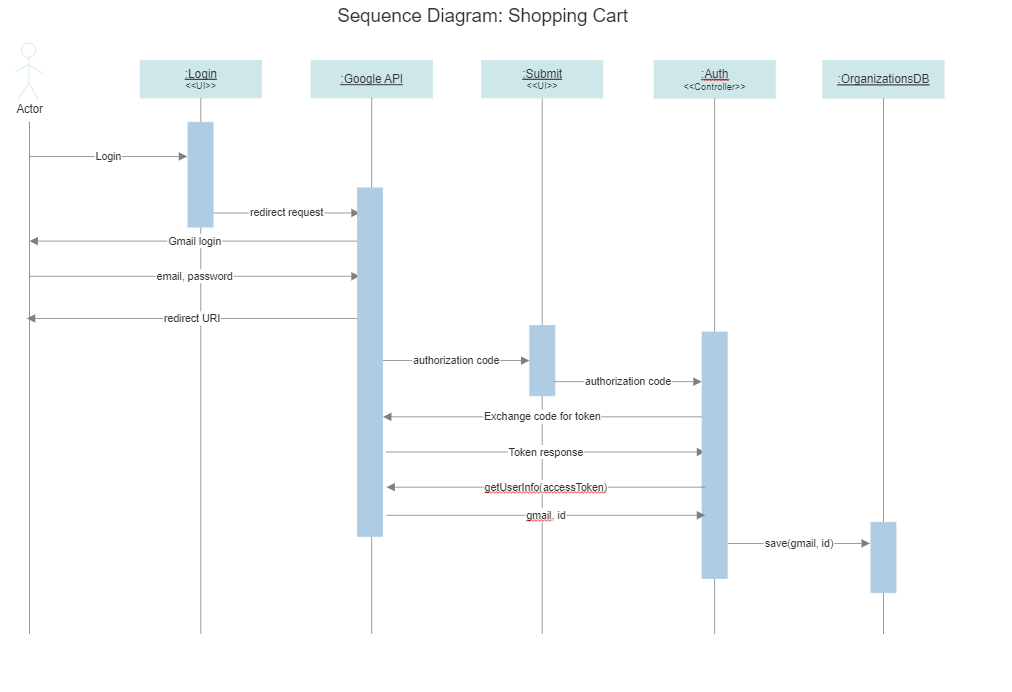 Sequence Diagram: Shopping Cart
Actor
:Login
<<UI>>
:Google API
:Submit
<<UI>>
:Auth
<<Controller>>
:OrganizationsDB
Login
redirect request
Gmail login
email, password
redirect URI
authorization code
authorization code
Exchange code for token
Token response
getUserInfo(accessToken)
gmail, id
save(gmail, id)